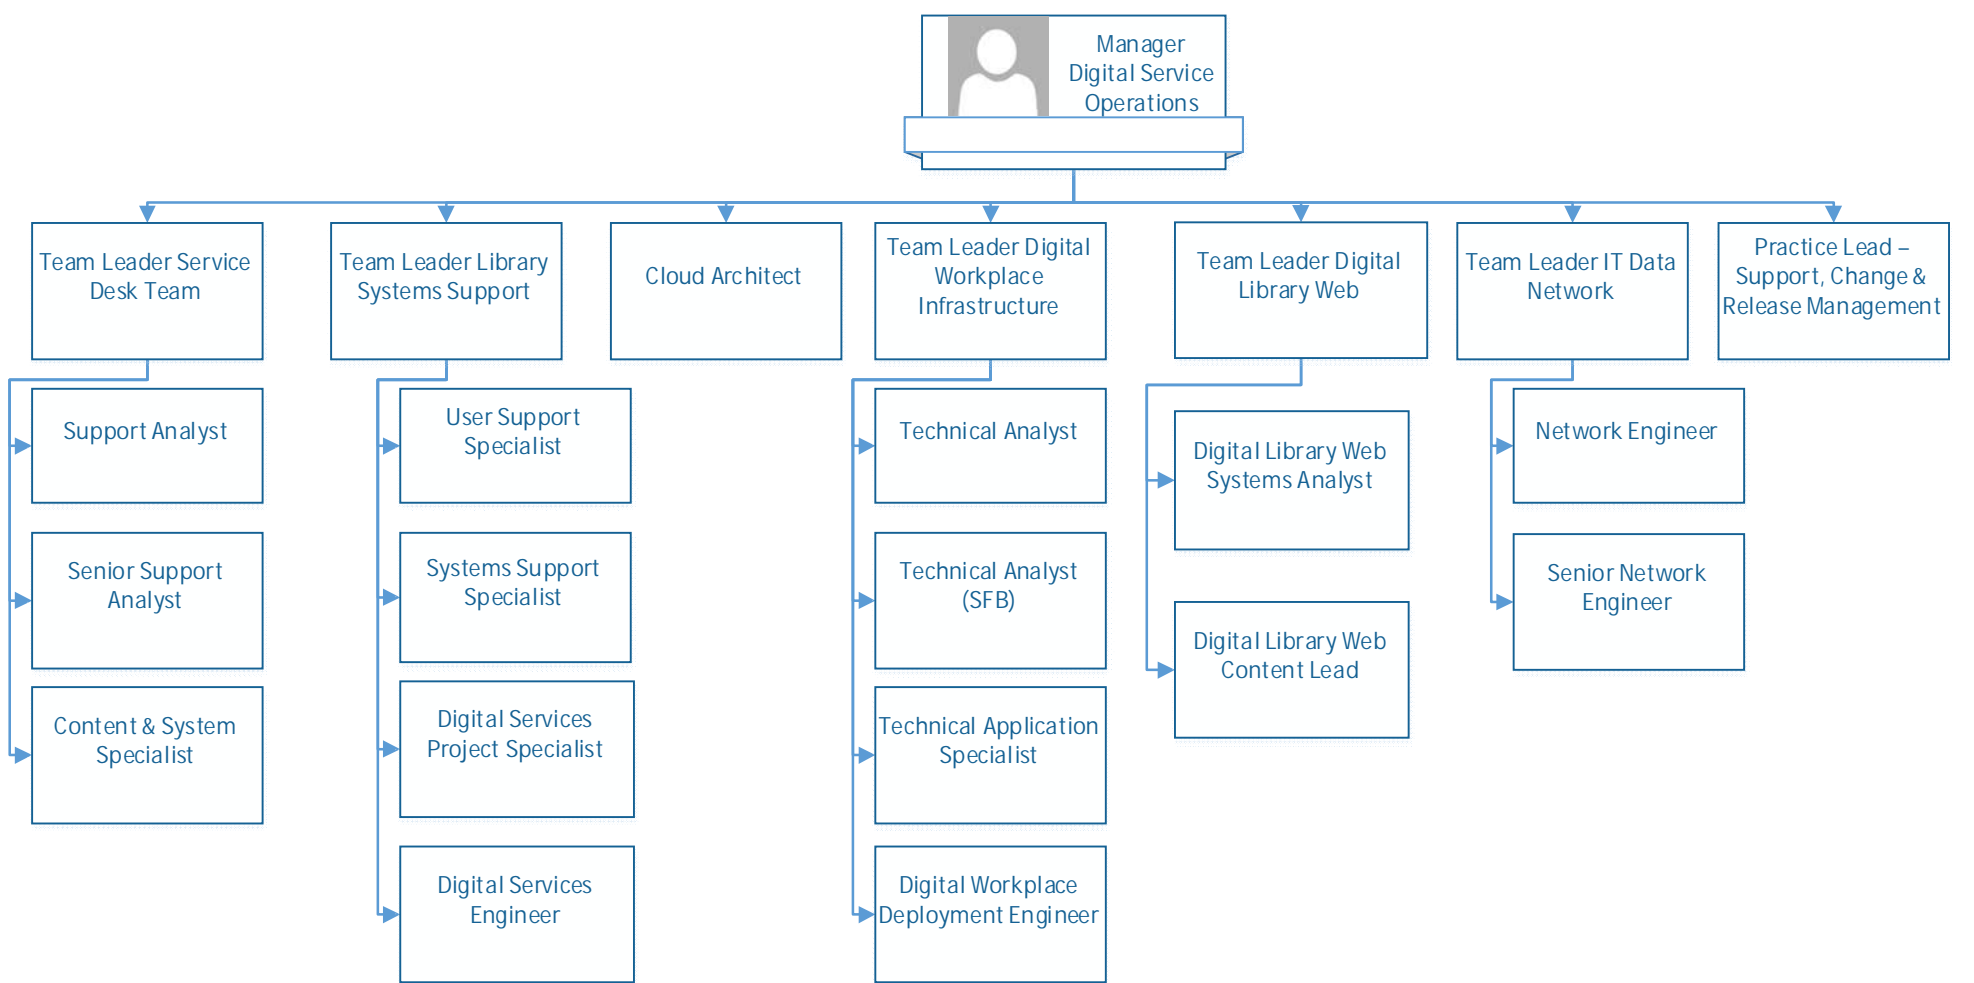 Manager
Digital Service
Operations
Team Leader Service
Desk Team
Team Leader Library
Systems Support
Cloud Architect
Team Leader Digital
Workplace
Infrastructure
Team Leader Digital
Library Web
Team Leader IT Data
Network
Practice Lead –
Support, Change &
Release Management
Support Analyst
Senior Support
Analyst
Content & System
Specialist
User Support
Specialist
Systems Support
Specialist
Digital Services
Project Specialist
Digital Services
Engineer
Technical Analyst
Technical Analyst
(SFB)
Technical Application
Specialist
Digital Workplace
Deployment Engineer
Digital Library Web
Systems Analyst
Digital Library Web
Content Lead
Network Engineer
Senior Network
Engineer